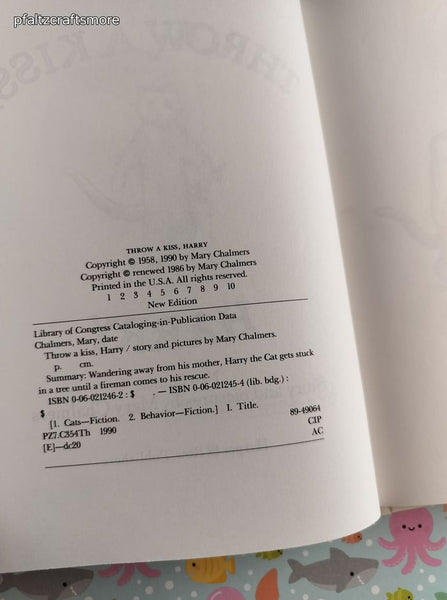 pfaltzcraftsmore
THROW A KISS, HARRY
Copyright © 1958, 1990 by Mary Chalmers
Copyright © renewed 1986 by Mary Chalmers
Printed in the U.S.A. All rights reserved.
1 2 3 4 5 6 7 8 9 10
New Edition
Library of Congress Cataloging-in-Publication Data
Chalmers, Mary, date
Throw a kiss, Harry / story and pictures by Mary Chalmers.
p. cm.
Summary: Wandering away from his mother, Harry the Cat gets stuck
in a tree until a fireman comes to his rescue.
ISBN 0-06-021246-2 : $ . — ISBN 0-06-021245-4 (lib. bdg.) :
$
[1. Cats—Fiction. 2. Behavior—Fiction.] I. Title.
PZ7.C354Th 1990 89-49064
[E]—dc20 CIP
AC